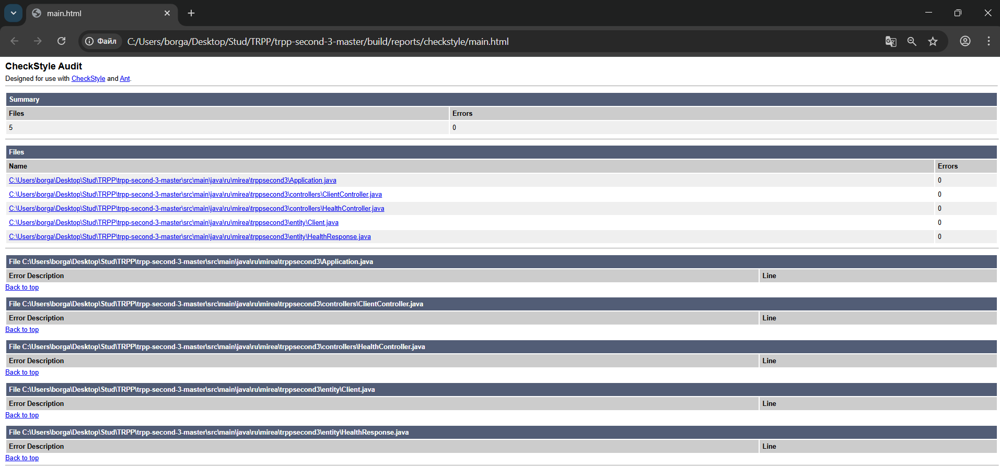 main.html
Файл C:/Users/borga/Desktop/Stud/TRPP/trpp-second-3-master/build/reports/checkstyle/main.html
CheckStyle Audit
Designed for use with CheckStyle and Ant.
Summary
Files Errors
5 0
Files
Name Errors
C:\Users\borga\Desktop\Stud\TRPP\trpp-second-3-master\src\main\java\ru\mirea\trppsecond3\Application.java 0
C:\Users\borga\Desktop\Stud\TRPP\trpp-second-3-master\src\main\java\ru\mirea\trppsecond3\controllers\ClientController.java 0
C:\Users\borga\Desktop\Stud\TRPP\trpp-second-3-master\src\main\java\ru\mirea\trppsecond3\controllers\HealthController.java 0
C:\Users\borga\Desktop\Stud\TRPP\trpp-second-3-master\src\main\java\ru\mirea\trppsecond3\entity\Client.java 0
C:\Users\borga\Desktop\Stud\TRPP\trpp-second-3-master\src\main\java\ru\mirea\trppsecond3\entity\HealthResponse.java 0
File C:\Users\borga\Desktop\Stud\TRPP\trpp-second-3-master\src\main\java\ru\mirea\trppsecond3\Application.java
Error Description Line
Back to top
File C:\Users\borga\Desktop\Stud\TRPP\trpp-second-3-master\src\main\java\ru\mirea\trppsecond3\controllers\ClientController.java
Error Description Line
Back to top
File C:\Users\borga\Desktop\Stud\TRPP\trpp-second-3-master\src\main\java\ru\mirea\trppsecond3\controllers\HealthController.java
Error Description Line
Back to top
File C:\Users\borga\Desktop\Stud\TRPP\trpp-second-3-master\src\main\java\ru\mirea\trppsecond3\entity\Client.java
Error Description Line
Back to top
File C:\Users\borga\Desktop\Stud\TRPP\trpp-second-3-master\src\main\java\ru\mirea\trppsecond3\entity\HealthResponse.java
Error Description Line
Back to top